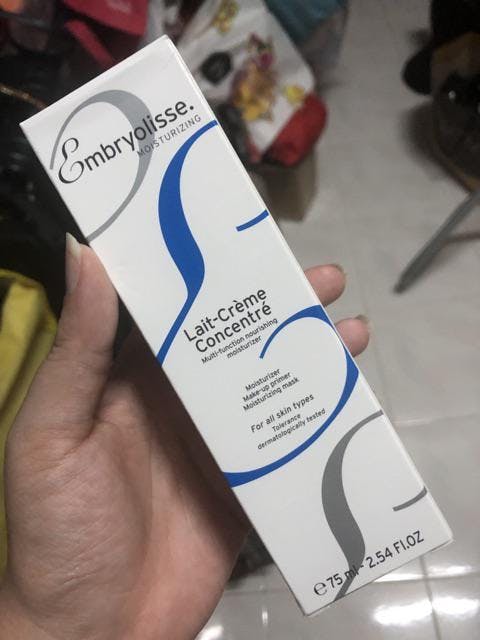 Embryolisse.
MOISTURIZING
Lait-Crème
Concentré
Multi-function nourishing
moisturizer
Moisturizer
Make-up primer
Moisturizing mask
For all skin types
Tolerance
dermatologically tested
℮ 75 ml - 2.54 Fl.OZ